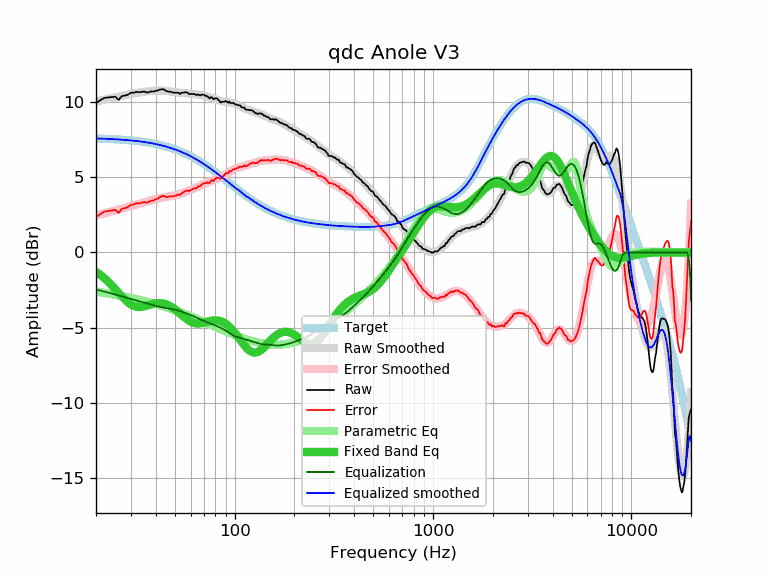 qdc Anole V3
Amplitude (dBr)
10
5
0
−5
−10
−15
Target
Raw Smoothed
Error Smoothed
Raw
Error
Parametric Eq
Fixed Band Eq
Equalization
Equalized smoothed
100
1000
10000
Frequency (Hz)